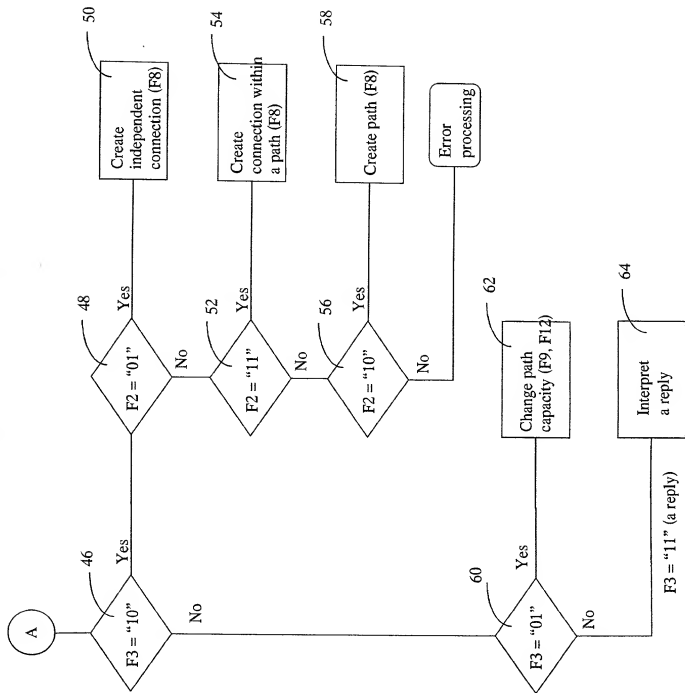 A
46
F3 = "10"
Yes
No
48
F2 = "01"
Yes
No
50
Create
independent
connection (F8)
52
F2 = "11"
Yes
No
54
Create
connection within
a path (F8)
56
F2 = "10"
Yes
No
58
Create path (F8)
Error
processing
60
F3 = "01"
Yes
No
62
Change path
capacity (F9, F12)
F3 = "11" (a reply)
64
Interpret
a reply